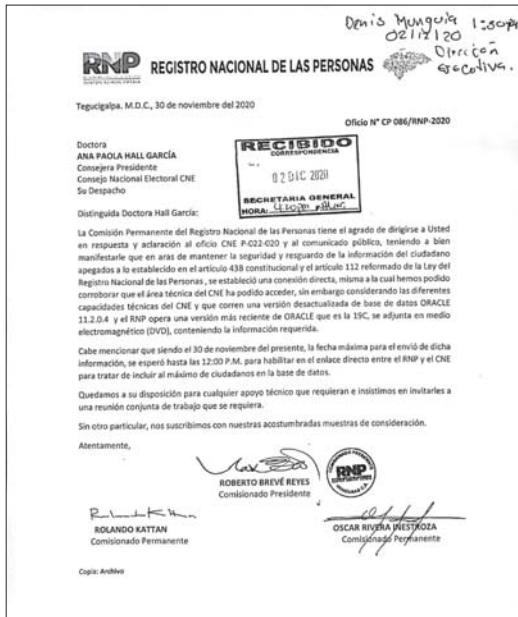 Denis Munguia 1:30pm
02/12/20
Dirección
Ejecutiva.
RNP REGISTRO NACIONAL DE LAS PERSONAS
Tegucigalpa. M.D.C., 30 de noviembre del 2020
Oficio N° CP 086/RNP-2020
Doctora
ANA PAOLA HALL GARCÍA
Consejera Presidente
Consejo Nacional Electoral CNE
Su Despacho
RECIBIDO
CORRESPONDENCIA
02 DIC 2020
SECRETARIA GENERAL
HORA:
Distinguida Doctora Hall García:
La Comisión Permanente del Registro Nacional de las Personas tiene el agrado de dirigirse a Usted
en respuesta y aclaración al oficio CNE P-022-020 y al comunicado público, teniendo a bien
manifestarle que en aras de mantener la seguridad y resguardo de la información del ciudadano
apegados a lo establecido en el artículo 43B constitucional y el artículo 112 reformado de la Ley del
Registro Nacional de las Personas , se estableció una conexión directa, misma a la cual hemos podido
corroborar que el área técnica del CNE ha podido acceder, sin embargo considerando las diferentes
capacidades técnicas del CNE y que corren una versión desactualizada de base de datos ORACLE
11.2.0.4 y el RNP opera una versión más reciente de ORACLE que es la 19C, se adjunta en medio
electromagnético (DVD), conteniendo la información requerida.
Cabe mencionar que siendo el 30 de noviembre del presente, la fecha máxima para el envió de dicha
información, se esperó hasta las 12:00 P.M. para habilitar en el enlace directo entre el RNP y el CNE
para tratar de incluir al máximo de ciudadanos en la base de datos.
Quedamos a su disposición para cualquier apoyo técnico que requieran e insistimos en invitarles a
una reunión conjunta de trabajo que se requiera.
Sin otro particular, nos suscribimos con nuestras acostumbradas muestras de consideración.
Atentamente,
ROBERTO BREVÉ REYES
Comisionado Presidente
RNP
ROLANDO KATTAN
Comisionado Permanente
OSCAR RIVERA INESTROZA
Comisionado Permanente
Copia: Archivo